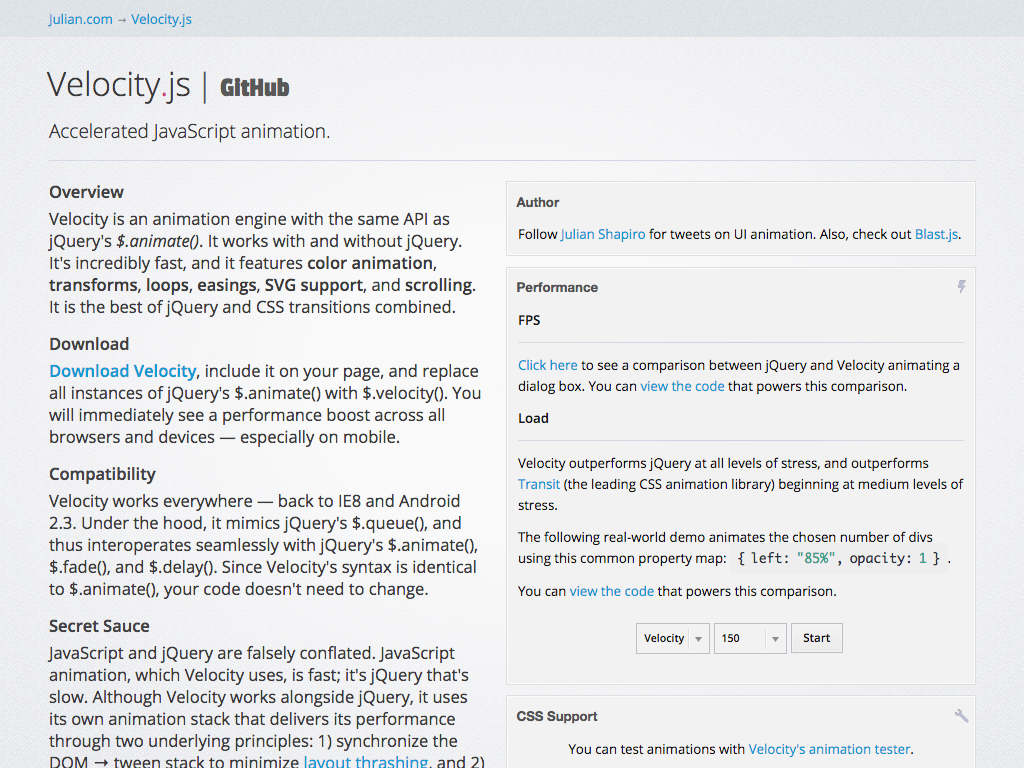 Julian.com → Velocity.js
Velocity.js | GitHub
Accelerated JavaScript animation.
Overview
Velocity is an animation engine with the same API as
jQuery's $.animate(). It works with and without jQuery.
It's incredibly fast, and it features color animation,
transforms, loops, easings, SVG support, and scrolling.
It is the best of jQuery and CSS transitions combined.
Download
Download Velocity, include it on your page, and replace
all instances of jQuery's $.animate() with $.velocity(). You
will immediately see a performance boost across all
browsers and devices — especially on mobile.
Compatibility
Velocity works everywhere — back to IE8 and Android
2.3. Under the hood, it mimics jQuery's $.queue(), and
thus interoperates seamlessly with jQuery's $.animate(),
$.fade(), and $.delay(). Since Velocity's syntax is identical
to $.animate(), your code doesn't need to change.
Secret Sauce
JavaScript and jQuery are falsely conflated. JavaScript
animation, which Velocity uses, is fast; it's jQuery that's
slow. Although Velocity works alongside jQuery, it uses
its own animation stack that delivers its performance
through two underlying principles: 1) synchronize the
DOM → tween stack to minimize layout thrashing, and 2)
Author
Follow Julian Shapiro for tweets on UI animation. Also, check out Blast.js.
Performance
FPS
Click here to see a comparison between jQuery and Velocity animating a
dialog box. You can view the code that powers this comparison.
Load
Velocity outperforms jQuery at all levels of stress, and outperforms
Transit (the leading CSS animation library) beginning at medium levels of
stress.
The following real-world demo animates the chosen number of divs
using this common property map: { left: "85%", opacity: 1 } .
You can view the code that powers this comparison.
Velocity 150 Start
CSS Support
You can test animations with Velocity's animation tester.